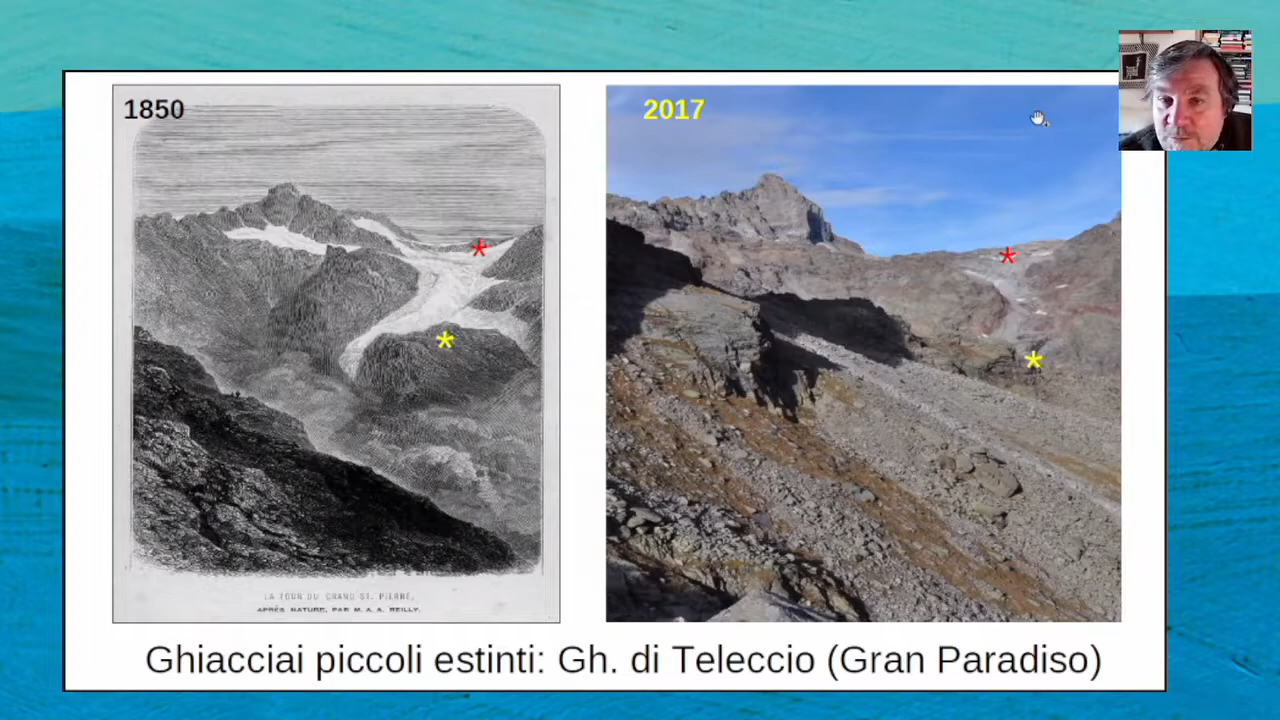 1850
2017
LA TOUR DU GRAND ST. PIERRE,
APRÈS NATURE, PAR M. A. A. REILLY.
Ghiacciai piccoli estinti: Gh. di Teleccio (Gran Paradiso)